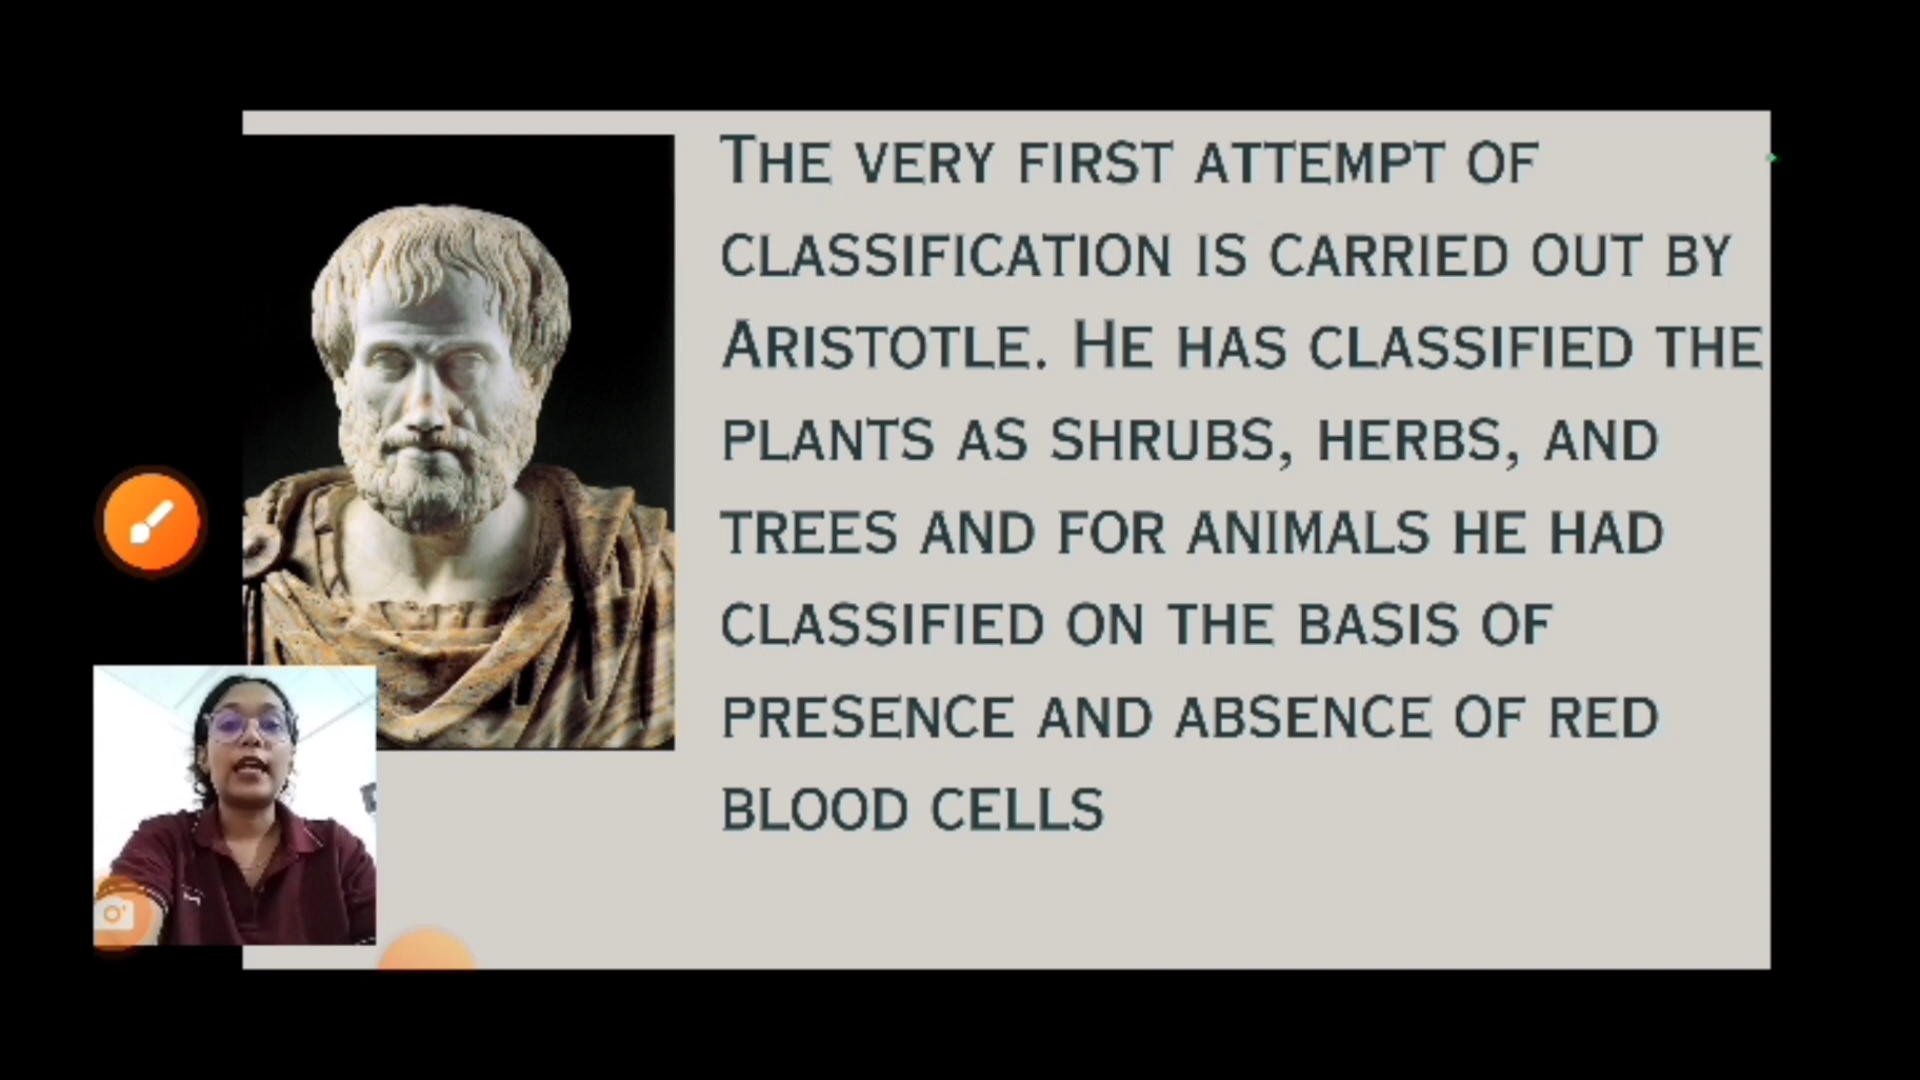 The very first attempt of
classification is carried out by
Aristotle. He has classified the
plants as shrubs, herbs, and
trees and for animals he had
classified on the basis of
presence and absence of red
blood cells